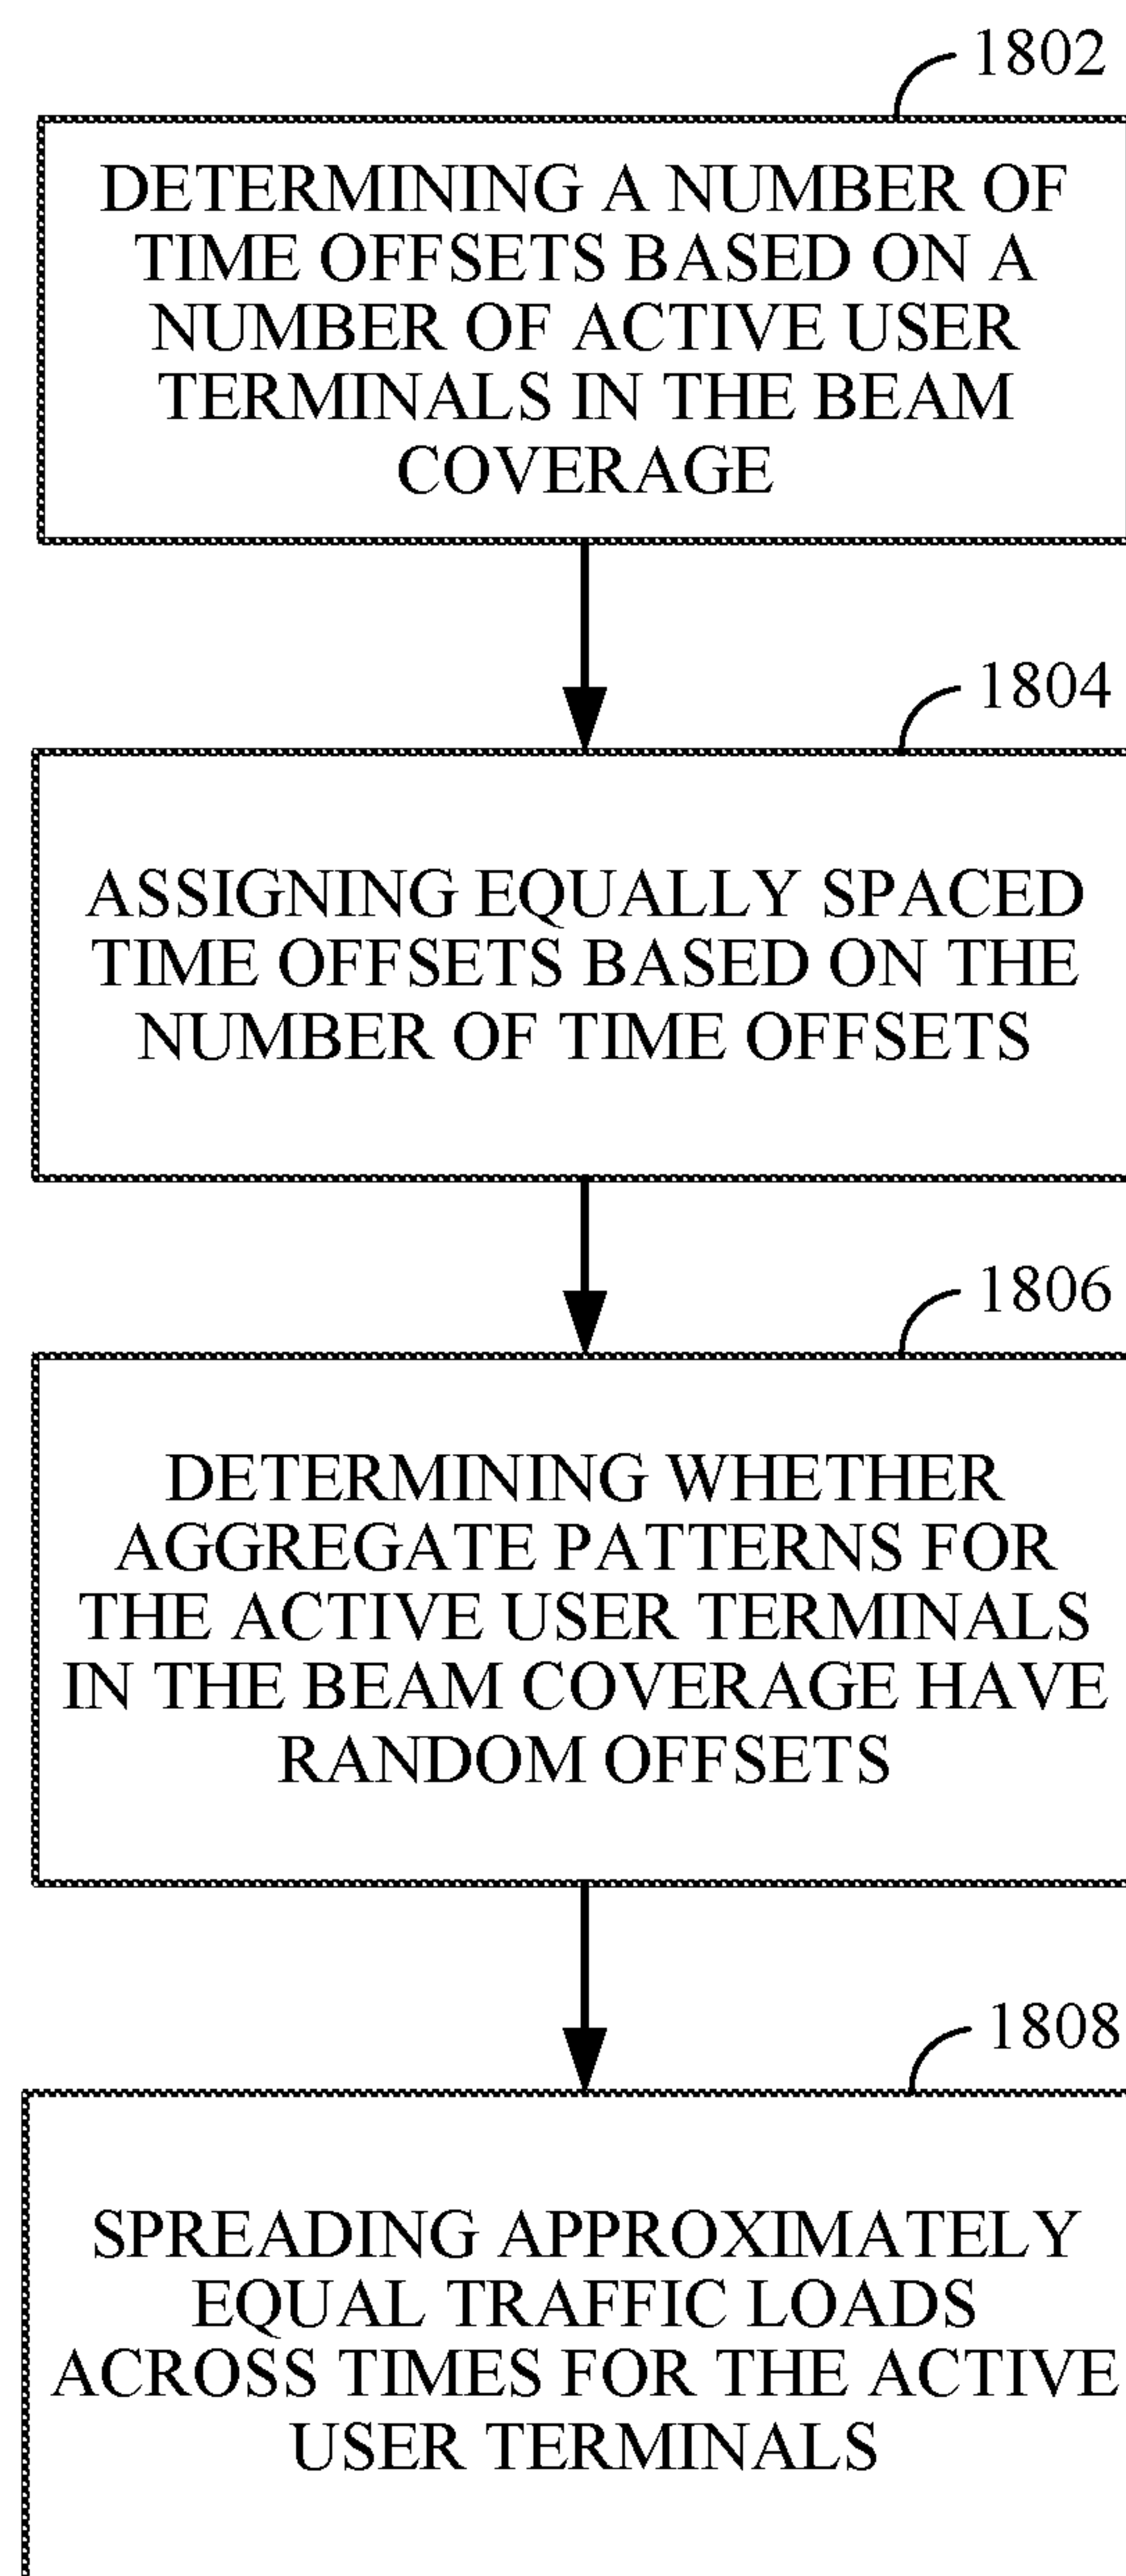 1802
DETERMINING A NUMBER OF
TIME OFFSETS BASED ON A
NUMBER OF ACTIVE USER
TERMINALS IN THE BEAM
COVERAGE
1804
ASSIGNING EQUALLY SPACED
TIME OFFSETS BASED ON THE
NUMBER OF TIME OFFSETS
1806
DETERMINING WHETHER
AGGREGATE PATTERNS FOR
THE ACTIVE USER TERMINALS
IN THE BEAM COVERAGE HAVE
RANDOM OFFSETS
1808
SPREADING APPROXIMATELY
EQUAL TRAFFIC LOADS
ACROSS TIMES FOR THE ACTIVE
USER TERMINALS